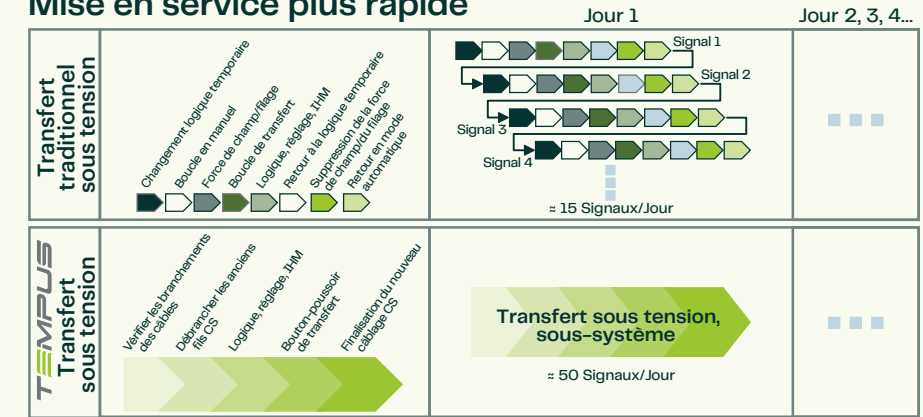 Mise en service plus rapide
Jour 1
Jour 2, 3, 4...
Transfert
traditionnel
sous tension
Changement logique temporaire
Boucle en manuel
Force de champ/filage
Boucle de transfert
Logique, réglage, IHM
Retour à la logique temporaire
Suppression de la force
de champ/du filage
Retour en mode
automatique
Signal 1
Signal 2
Signal 3
Signal 4
≈ 15 Signaux/Jour
TEMPUS
Transfert
sous tension
Vérifier les branchements
des câbles
Débrancher les anciens
fils CS
Logique, réglage, IHM
Bouton-poussoir
de transfert
Finalisation du nouveau
câblage CS
Transfert sous tension,
sous-système
≈ 50 Signaux/Jour